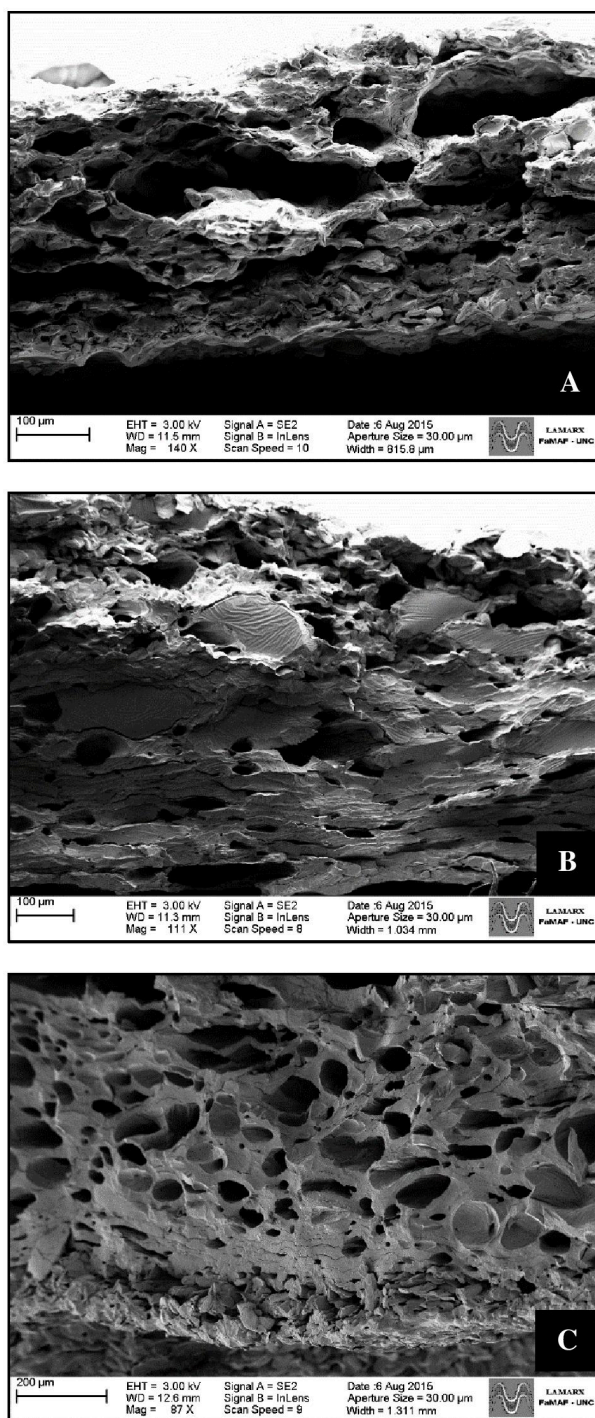 A
100 µm
EHT = 3.00 kV Signal A = SE2 Date :6 Aug 2015
WD = 11.5 mm Signal B = InLens Aperture Size = 30.00 µm
Mag = 140 X Scan Speed = 10 Width = 815.8 µm
LAMARX
FaMAF - UNC
B
100 µm
EHT = 3.00 kV Signal A = SE2 Date :6 Aug 2015
WD = 11.3 mm Signal B = InLens Aperture Size = 30.00 µm
Mag = 111 X Scan Speed = 8 Width = 1.034 mm
LAMARX
FaMAF - UNC
C
200 µm
EHT = 3.00 kV Signal A = SE2 Date :6 Aug 2015
WD = 12.6 mm Signal B = InLens Aperture Size = 30.00 µm
Mag = 87 X Scan Speed = 9 Width = 1.311 mm
LAMARX
FaMAF - UNC